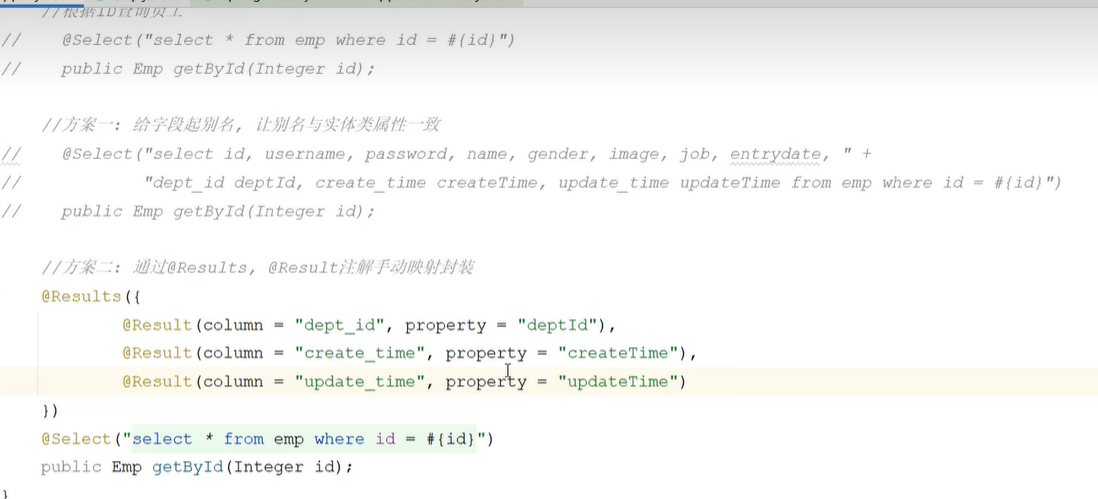 //根据ID查询员工
//    @Select("select * from emp where id = #{id}")
//    public Emp getById(Integer id);
//方案一: 给字段起别名, 让别名与实体类属性一致
//    @Select("select id, username, password, name, gender, image, job, entrydate, " +
//            "dept_id deptId, create_time createTime, update_time updateTime from emp where id = #{id}")
//    public Emp getById(Integer id);
//方案二: 通过@Results, @Result注解手动映射封装
@Results({
        @Result(column = "dept_id", property = "deptId"),
        @Result(column = "create_time", property = "createTime"),
        @Result(column = "update_time", property = "updateTime")
})
@Select("select * from emp where id = #{id}")
public Emp getById(Integer id);
}